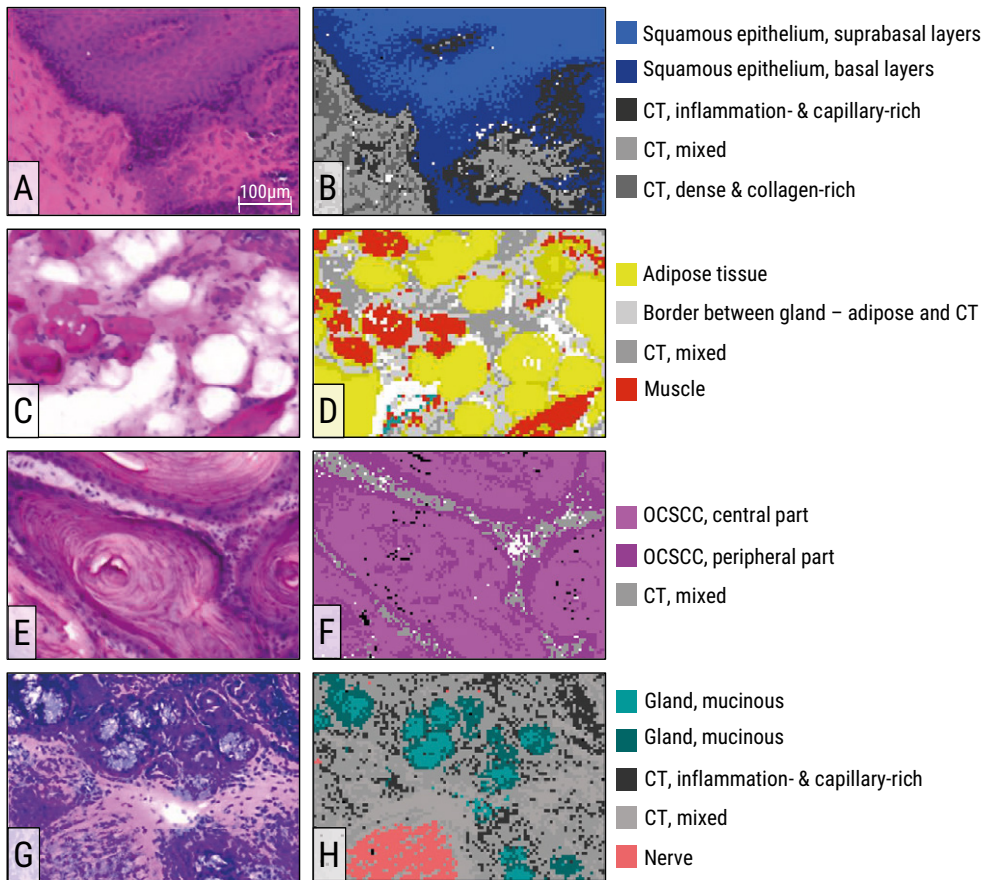 A
100µm
B
Squamous epithelium, suprabasal layers
Squamous epithelium, basal layers
CT, inflammation- & capillary-rich
CT, mixed
CT, dense & collagen-rich
C
D
Adipose tissue
Border between gland – adipose and CT
CT, mixed
Muscle
E
F
OCSCC, central part
OCSCC, peripheral part
CT, mixed
G
H
Gland, mucinous
Gland, mucinous
CT, inflammation- & capillary-rich
CT, mixed
Nerve